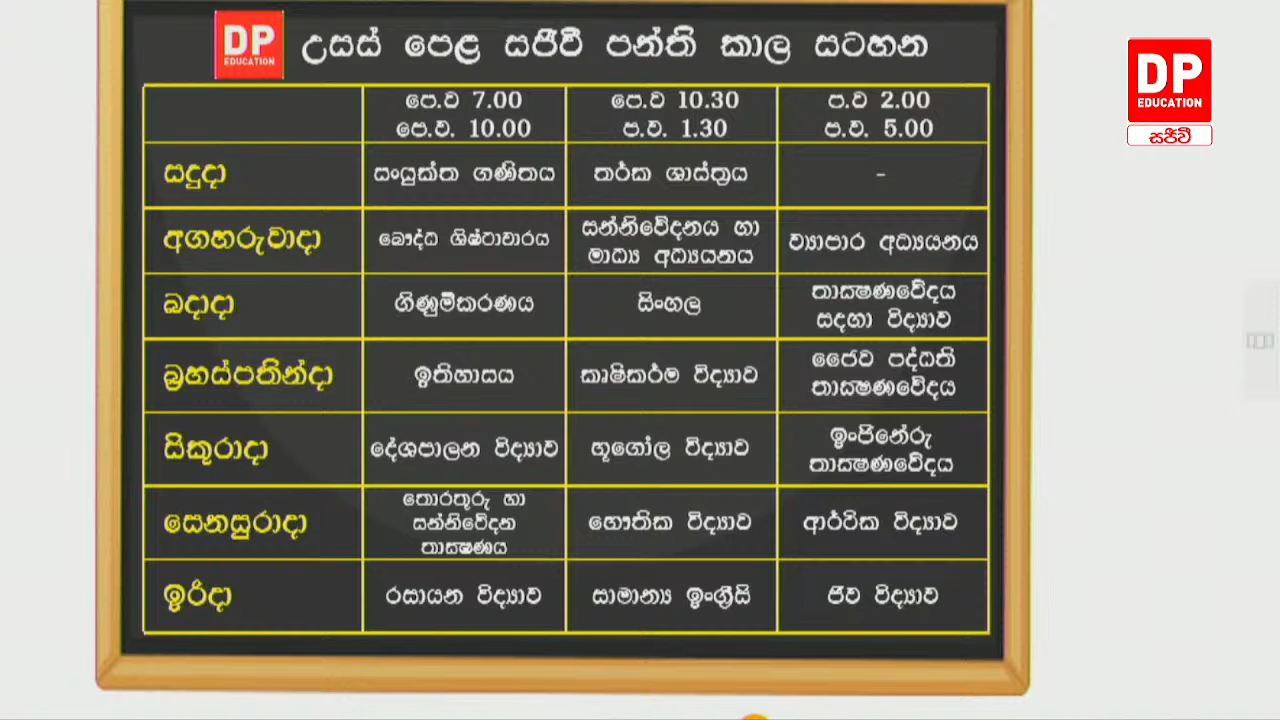 DP
EDUCATION
උසස් පෙළ සජීවී පන්ති කාල සටහන
DP
EDUCATION
සජීවී
පෙ.ව 7.00
පෙ.ව. 10.00
පෙ.ව 10.30
ප.ව. 1.30
ප.ව 2.00
ප.ව. 5.00
සදුදා
සංයුක්ත ගණිතය
තර්ක ශාස්ත්‍රය
-
අගහරුවාදා
බෞද්ධ ශිෂ්ටාචාරය
සන්නිවේදනය හා
මාධ්‍ය අධ්‍යයනය
ව්‍යාපාර අධ්‍යයනය
බදාදා
ගිණුම්කරණය
සිංහල
තාක්ෂණවේදය
සදහා විද්‍යාව
බ්‍රහස්පතින්දා
ඉතිහාසය
කෘෂිකර්ම විද්‍යාව
ජෛව පද්ධති
තාක්ෂණවේදය
සිකුරාදා
දේශපාලන විද්‍යාව
භූගෝල විද්‍යාව
ඉංජිනේරු
තාක්ෂණවේදය
සෙනසුරාදා
තොරතුරු හා
සන්නිවේදන
තාක්ෂණය
භෞතික විද්‍යාව
ආර්ථික විද්‍යාව
ඉරිදා
රසායන විද්‍යාව
සාමාන්‍ය ඉංග්‍රීසි
ජීව විද්‍යාව